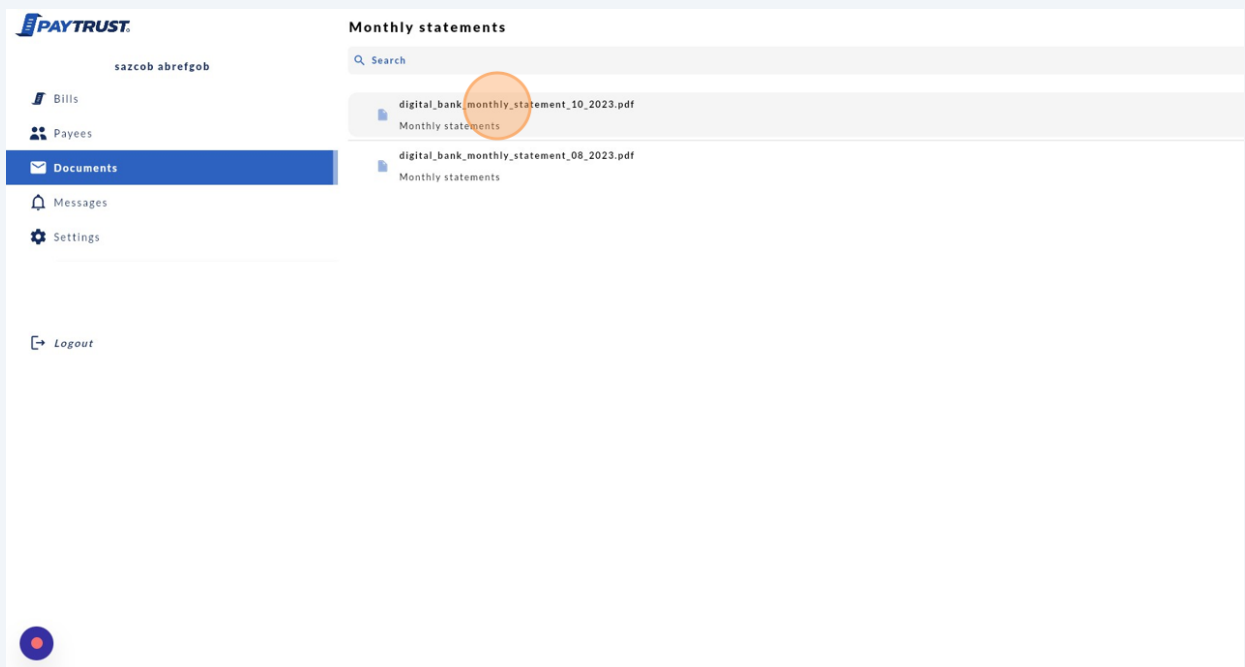 PAYTRUST
sazcob abrefgob
Bills
Payees
Documents
Messages
Settings
Logout
Monthly statements
Search
digital_bank_monthly_statement_10_2023.pdf
Monthly statements
digital_bank_monthly_statement_08_2023.pdf
Monthly statements